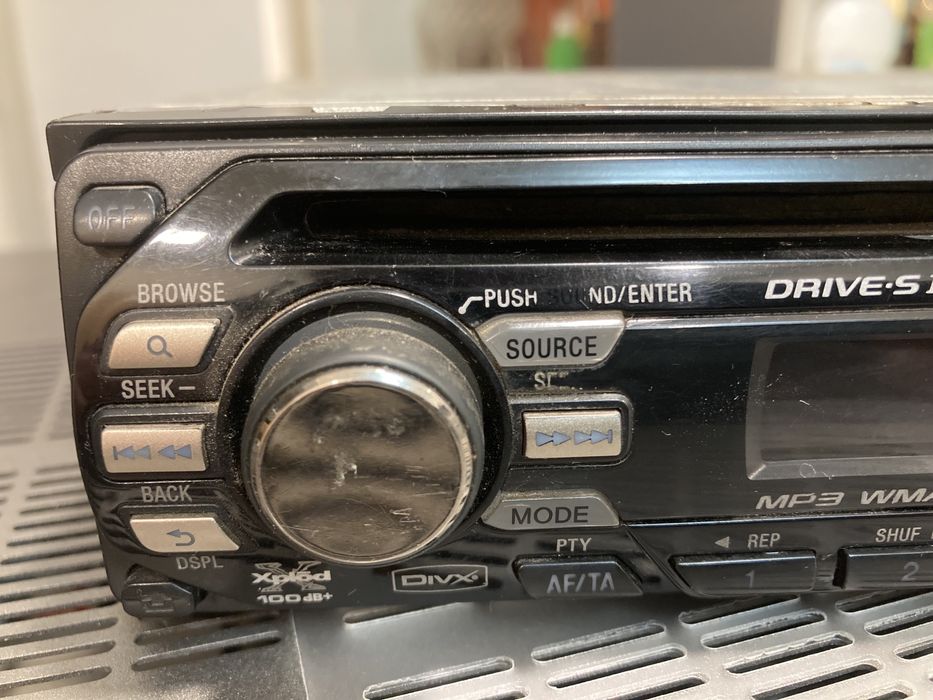 OFF
BROWSE
PUSH SOUND/ENTER
DRIVE•S
SOURCE
SEEK –
MODE
BACK
DSPL
MP3 WMA
PTY
◄ REP
SHUF
AF/TA
1
2
Xplod
100dB+
DIVX